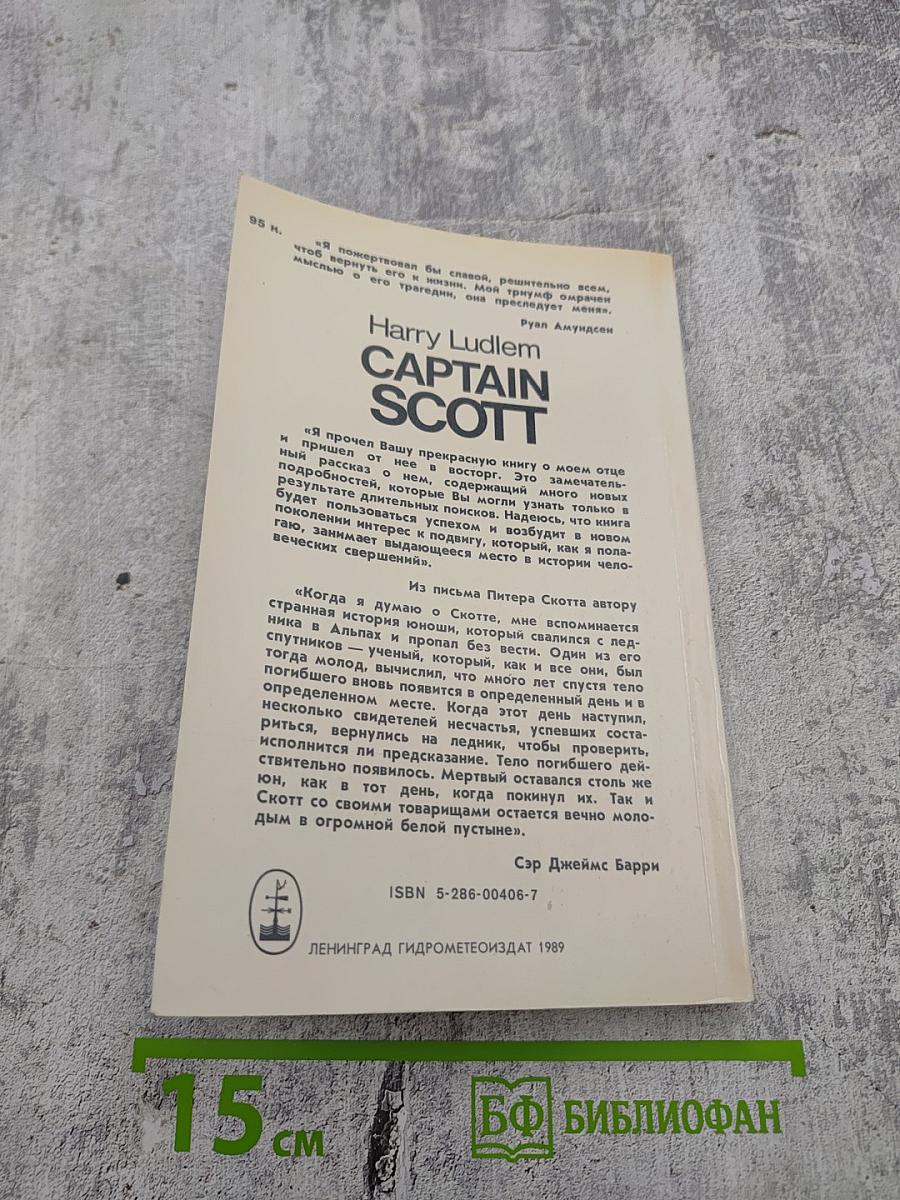 95 к.
«Я пожертвовал бы славой, решительно всем,
чтоб вернуть его к жизни. Мой триумф омрачен
мыслью о его трагедии, она преследует меня».
Руал Амундсен
Harry Ludlem
CAPTAIN
SCOTT
«Я прочел Вашу прекрасную книгу о моем отце
и пришел от нее в восторг. Это замечатель-
ный рассказ о нем, содержащий много новых
подробностей, которые Вы могли узнать только в
результате длительных поисков. Надеюсь, что книга
будет пользоваться успехом и возбудит в новом
поколении интерес к подвигу, который, как я пола-
гаю, занимает выдающееся место в истории чело-
веческих свершений».
Из письма Питера Скотта автору
«Когда я думаю о Скотте, мне вспоминается
странная история юноши, который свалился с лед-
ника в Альпах и пропал без вести. Один из его
спутников — ученый, который, как и все они, был
тогда молод, вычислил, что много лет спустя тело
погибшего вновь появится в определенный день и в
определенном месте. Когда этот день наступил,
несколько свидетелей несчастья, успевших соста-
риться, вернулись на ледник, чтобы проверить,
исполнится ли предсказание. Тело погибшего дей-
ствительно появилось. Мертвый оставался столь же
юн, как в тот день, когда покинул их. Так и
Скотт со своими товарищами остается вечно моло-
дым в огромной белой пустыне».
Сэр Джеймс Барри
ISBN 5-286-00406-7
ЛЕНИНГРАД ГИДРОМЕТЕОИЗДАТ 1989
15 см
БФ БИБЛИОФАН